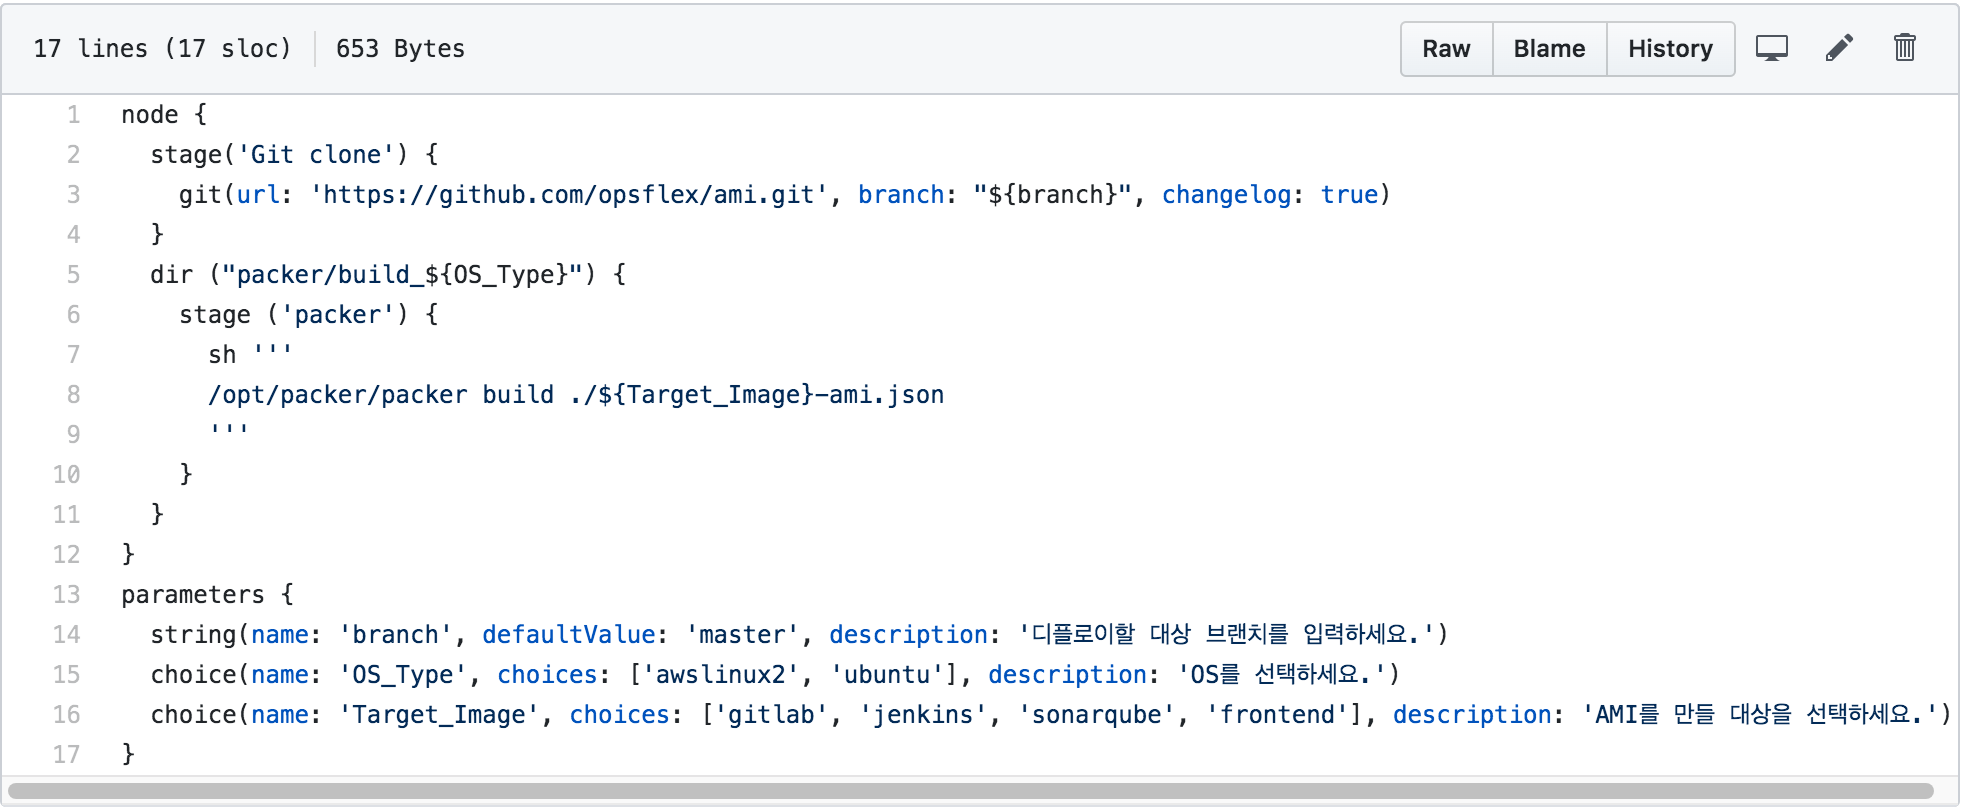 17 lines (17 sloc) 653 Bytes Raw Blame History
1 node {
2   stage('Git clone') {
3     git(url: 'https://github.com/opsflex/ami.git', branch: "${branch}", changelog: true)
4   }
5   dir ("packer/build_${OS_Type}") {
6     stage ('packer') {
7       sh '''
8       /opt/packer/packer build ./${Target_Image}-ami.json
9       '''
10     }
11   }
12 }
13 parameters {
14   string(name: 'branch', defaultValue: 'master', description: '디플로이할 대상 브랜치를 입력하세요.')
15   choice(name: 'OS_Type', choices: ['awslinux2', 'ubuntu'], description: 'OS를 선택하세요.')
16   choice(name: 'Target_Image', choices: ['gitlab', 'jenkins', 'sonarqube', 'frontend'], description: 'AMI를 만들 대상을 선택하세요.')
17 }